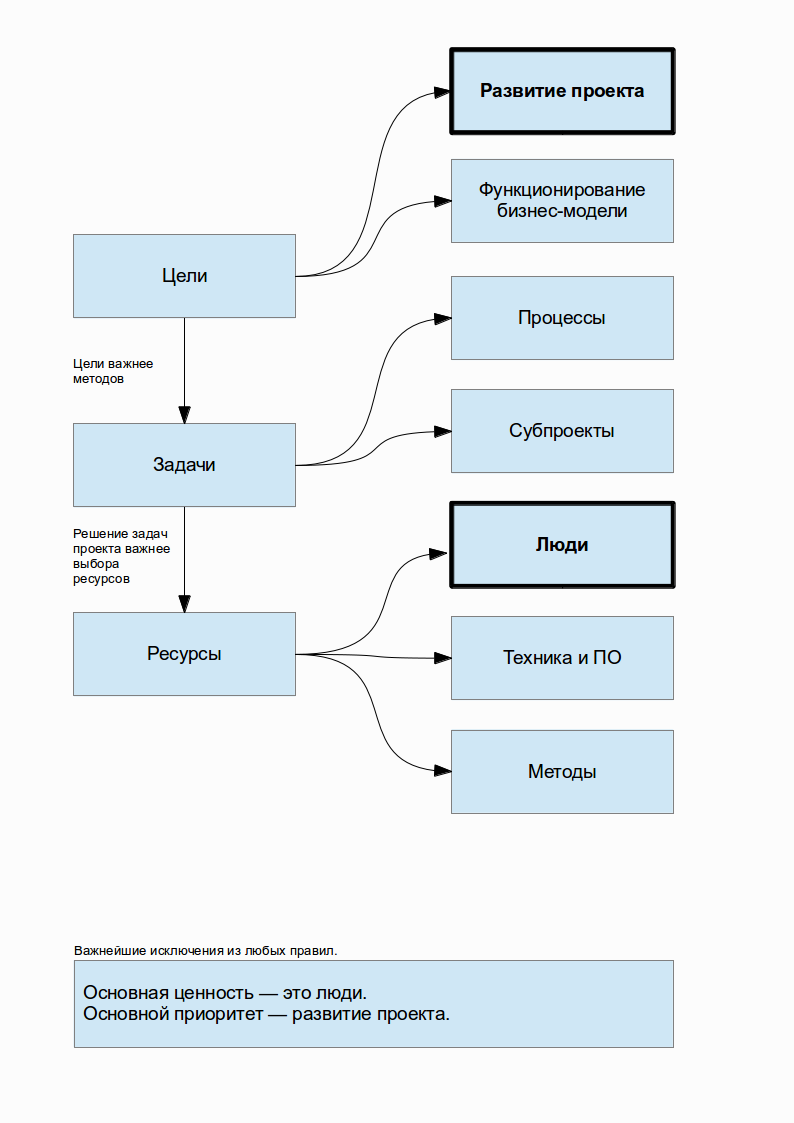 Развитие проекта
Функционирование
бизнес-модели
Цели
Процессы
Цели важнее
методов
Субпроекты
Задачи
Решение задач
проекта важнее
выбора
ресурсов
Люди
Ресурсы
Техника и ПО
Методы
Важнейшие исключения из любых правил.
Основная ценность — это люди.
Основной приоритет — развитие проекта.